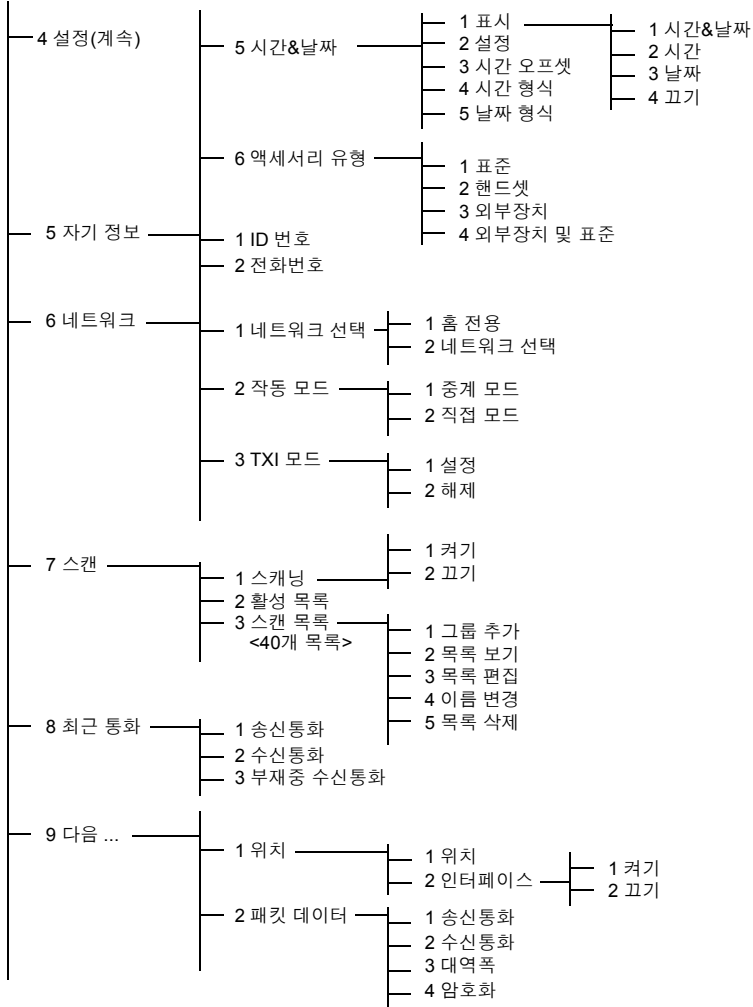 4 설정(계속)
5 시간&날짜
1 표시
1 시간&날짜
2 시간
3 날짜
4 끄기
2 설정
3 시간 오프셋
4 시간 형식
5 날짜 형식
6 액세서리 유형
1 표준
2 핸드셋
3 외부장치
4 외부장치 및 표준
5 자기 정보
1 ID 번호
2 전화번호
6 네트워크
1 네트워크 선택
1 홈 전용
2 네트워크 선택
2 작동 모드
1 중계 모드
2 직접 모드
3 TXI 모드
1 설정
2 해제
7 스캔
1 스캐닝
1 켜기
2 끄기
2 활성 목록
3 스캔 목록
<40개 목록>
1 그룹 추가
2 목록 보기
3 목록 편집
4 이름 변경
5 목록 삭제
8 최근 통화
1 송신통화
2 수신통화
3 부재중 수신통화
9 다음 ...
1 위치
1 위치
2 인터페이스
1 켜기
2 끄기
2 패킷 데이터
1 송신통화
2 수신통화
3 대역폭
4 암호화